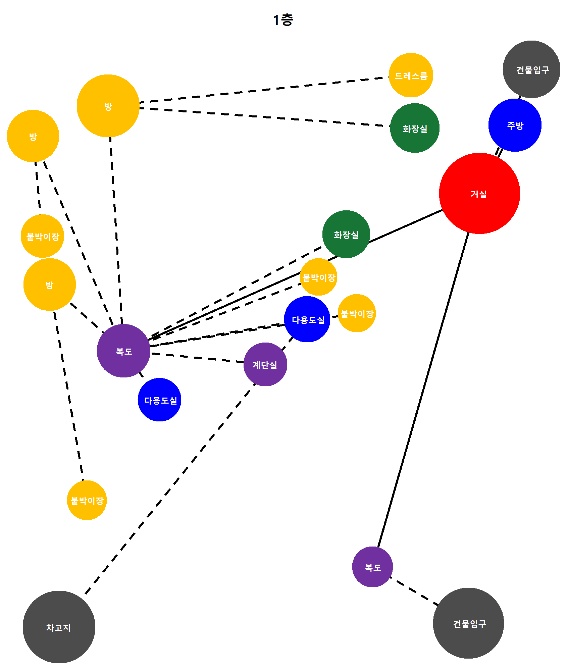 1층
건물입구
드레스룸
방
주방
화장실
방
거실
화장실
붙박이장
붙박이장
방
붙박이장
다용도실
복도
계단실
다용도실
붙박이장
복도
건물입구
차고지